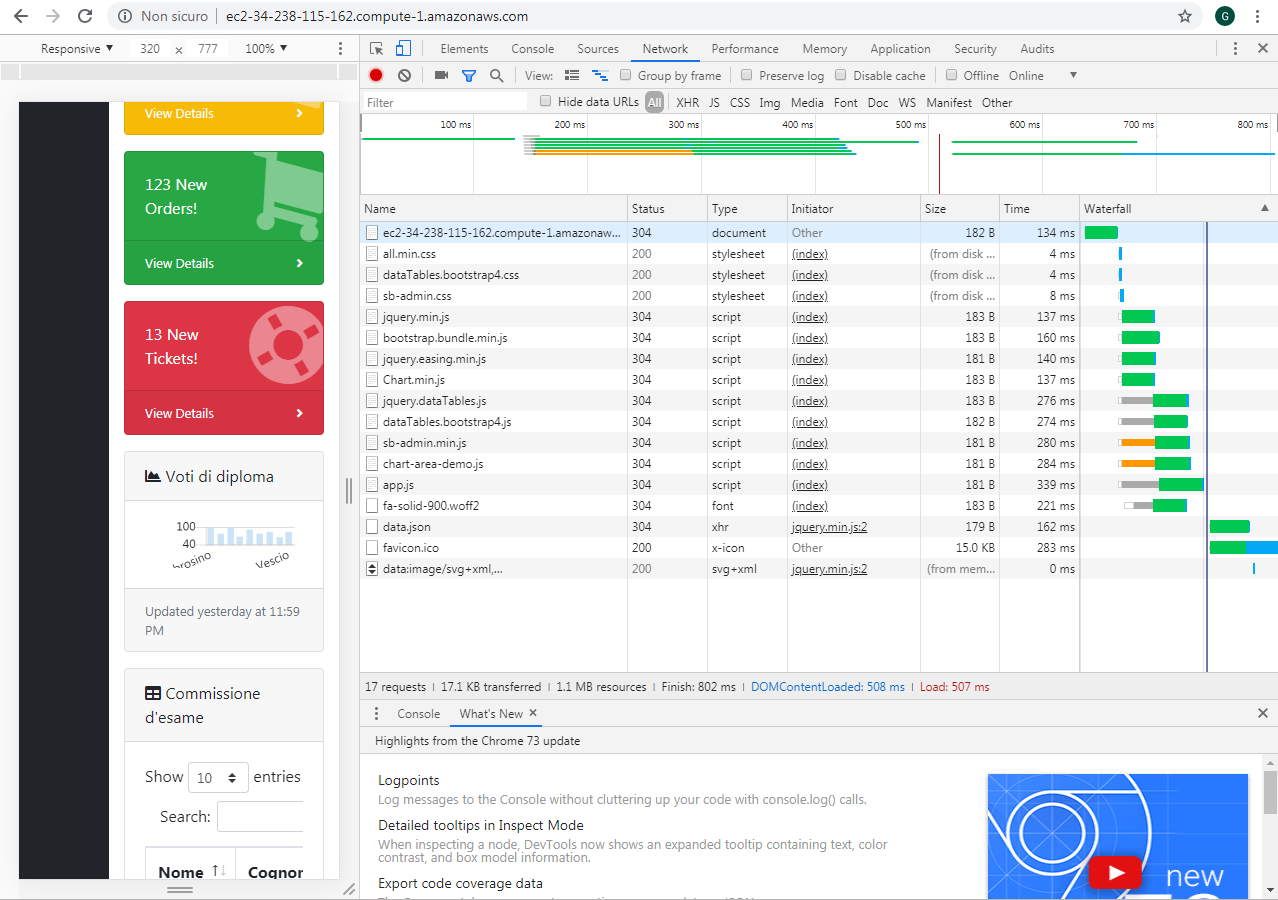 Non sicuro ec2-34-238-115-162.compute-1.amazonaws.com G
Responsive ▼ 320 x 777 100% ▼
Elements Console Sources Network Performance Memory Application Security Audits
View: Group by frame Preserve log Disable cache Offline Online ▼
Filter Hide data URLs All XHR JS CSS Img Media Font Doc WS Manifest Other
100 ms 200 ms 300 ms 400 ms 500 ms 600 ms 700 ms 800 ms
Name Status Type Initiator Size Time Waterfall
ec2-34-238-115-162.compute-1.amazonaw... 304 document Other 182 B 134 ms
all.min.css 200 stylesheet (index) (from disk ... 4 ms
dataTables.bootstrap4.css 200 stylesheet (index) (from disk ... 4 ms
sb-admin.css 200 stylesheet (index) (from disk ... 8 ms
jquery.min.js 304 script (index) 183 B 137 ms
bootstrap.bundle.min.js 304 script (index) 183 B 160 ms
jquery.easing.min.js 304 script (index) 181 B 140 ms
Chart.min.js 304 script (index) 183 B 137 ms
jquery.dataTables.js 304 script (index) 183 B 276 ms
dataTables.bootstrap4.js 304 script (index) 182 B 274 ms
sb-admin.min.js 304 script (index) 181 B 280 ms
chart-area-demo.js 304 script (index) 181 B 284 ms
app.js 304 script (index) 181 B 339 ms
fa-solid-900.woff2 304 font (index) 183 B 221 ms
data.json 304 xhr jquery.min.js:2 179 B 162 ms
favicon.ico 200 x-icon Other 15.0 KB 283 ms
data:image/svg+xml,... 200 svg+xml jquery.min.js:2 (from mem... 0 ms
17 requests 17.1 KB transferred 1.1 MB resources Finish: 802 ms DOMContentLoaded: 508 ms Load: 507 ms
Console What's New ×
Highlights from the Chrome 73 update
Logpoints
Log messages to the Console without cluttering up your code with console.log() calls.
Detailed tooltips in Inspect Mode
When inspecting a node, DevTools now shows an expanded tooltip containing text, color
contrast, and box model information.
Export code coverage data
new
View Details
123 New
Orders!
View Details
13 New
Tickets!
View Details
Voti di diploma
100
40
brosino Vescio
Updated yesterday at 11:59
PM
Commissione
d'esame
Show 10 entries
Search:
Nome Cognor